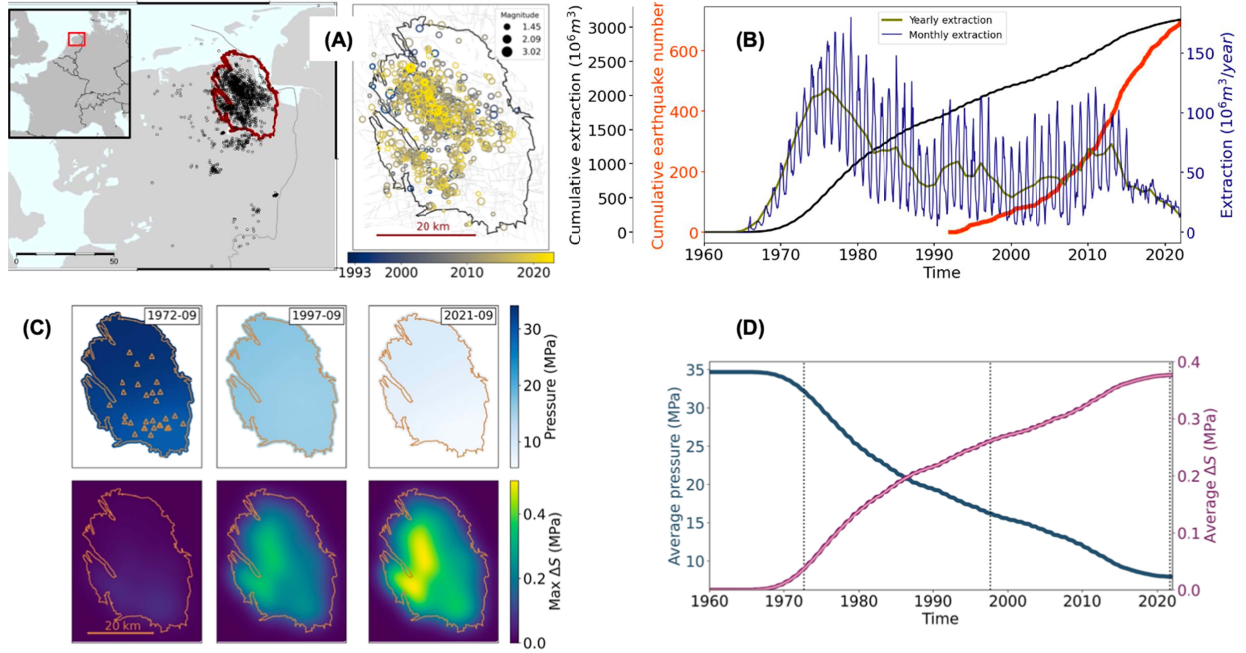 (A)
Magnitude
1.45
2.09
3.02
20 km
0
50
1993 2000 2010 2020
(B)
Yearly extraction
Monthly extraction
Cumulative extraction (10⁶m³)
3000
2500
2000
1500
1000
500
0
Cumulative earthquake number
600
400
200
0
Extraction (10⁶m³/year)
150
100
50
0
1960 1970 1980 1990 2000 2010 2020
Time
(C)
1972-09
1997-09
2021-09
Pressure (MPa)
30
20
10
20 km
Max ΔS (MPa)
0.4
0.2
0.0
(D)
Average pressure (MPa)
35
30
25
20
15
10
Average ΔS (MPa)
0.4
0.3
0.2
0.1
0.0
1960 1970 1980 1990 2000 2010 2020
Time